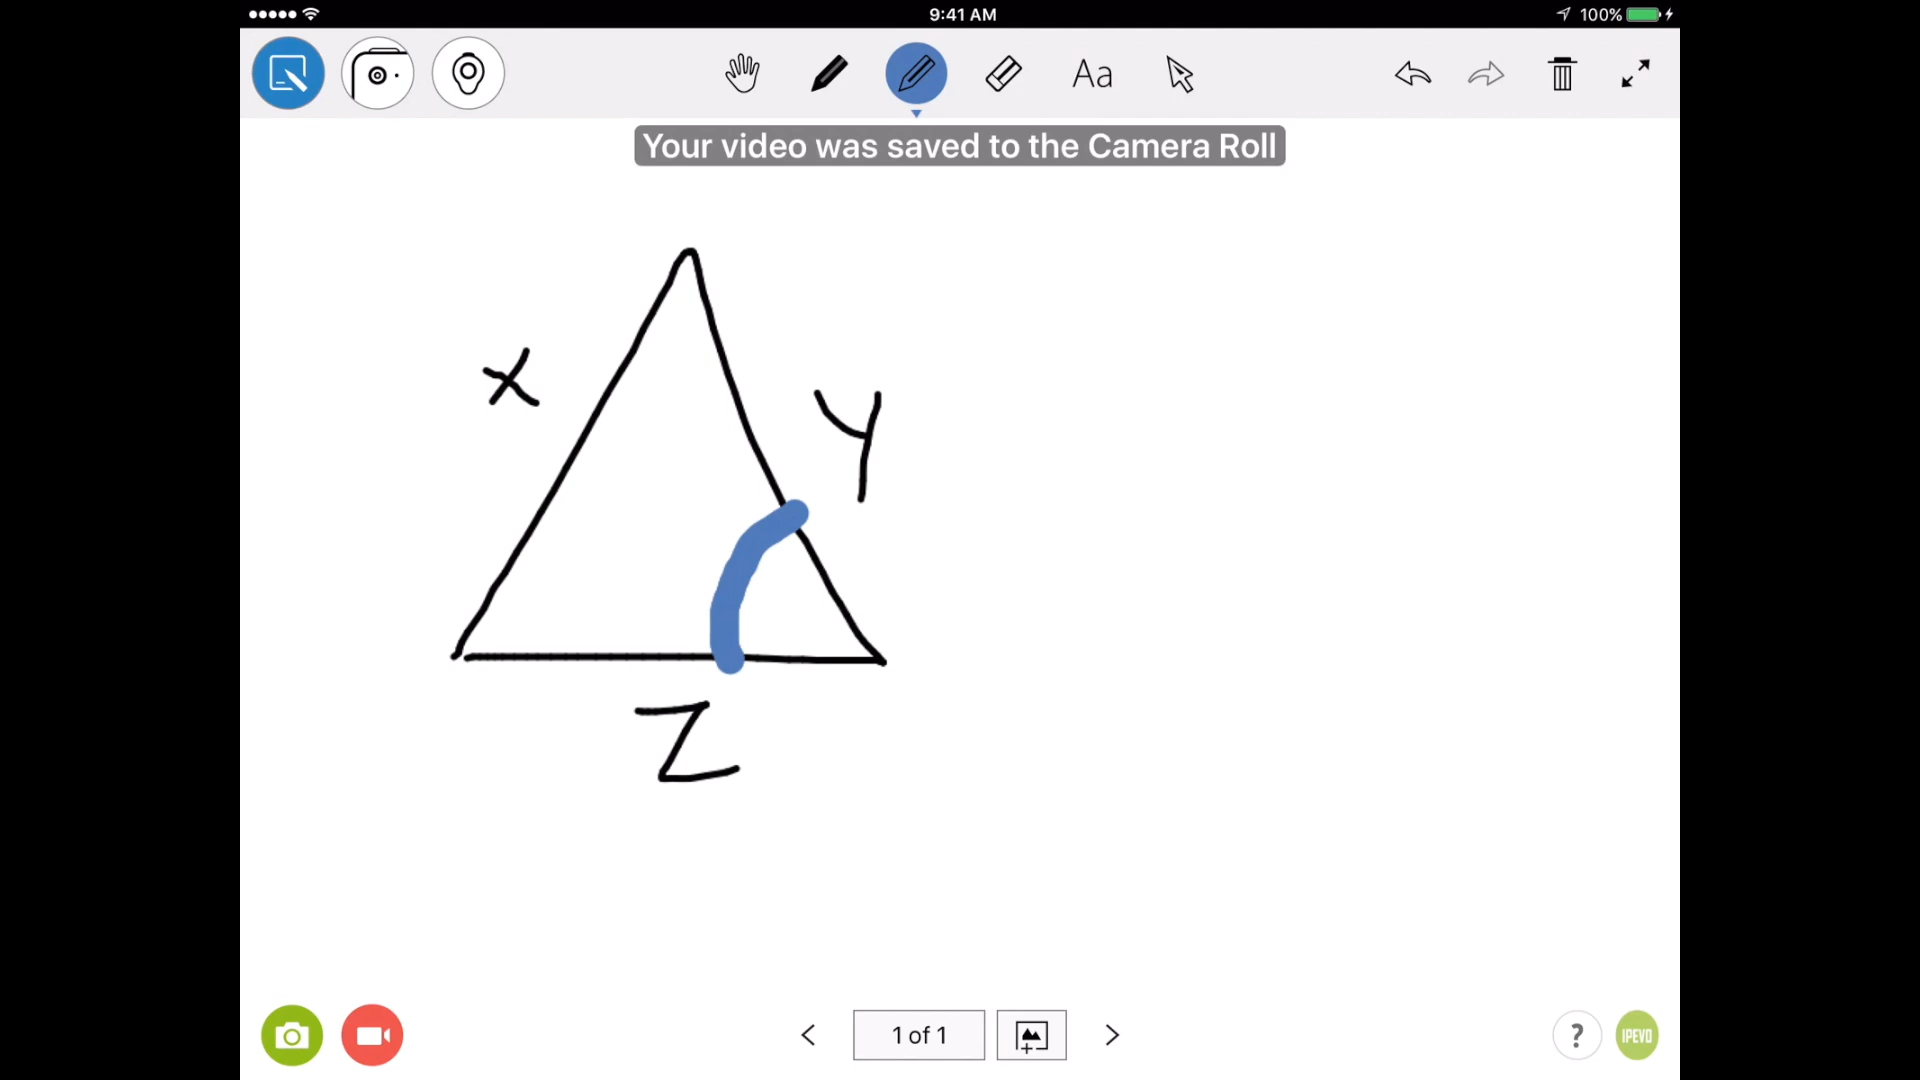 9:41 AM
100%
Aa
Your video was saved to the Camera Roll
x
y
Z
1 of 1
?
IPEVO